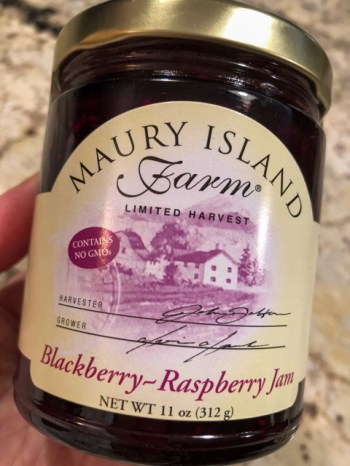 MAURY ISLAND
Farm®
LIMITED HARVEST
CONTAINS
NO GMOs
HARVESTER
GROWER
Blackberry~Raspberry Jam
NET WT 11 oz (312 g)